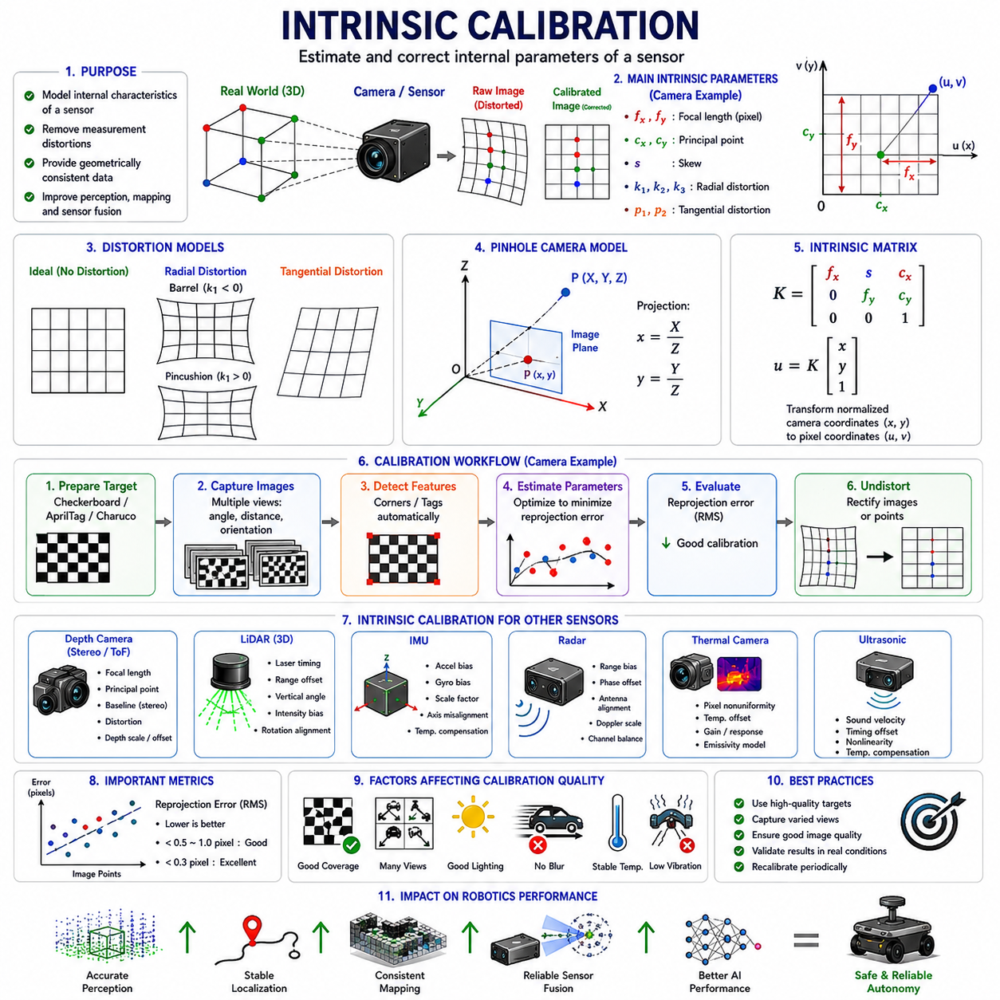 INTRINSIC CALIBRATION
Estimate and correct internal parameters of a sensor
1. PURPOSE
Model internal characteristics
of a sensor
Remove measurement
distortions
Provide geometrically
consistent data
Improve perception, mapping
and sensor fusion
Real World (3D)
Camera / Sensor
Raw Image
(Distorted)
Calibrated
Image (Corrected)
2. MAIN INTRINSIC PARAMETERS
(Camera Example)
• fx , fy : Focal length (pixel)
• cx , cy : Principal point
• s : Skew
• k1, k2, k3 : Radial distortion
• p1, p2 : Tangential distortion
v (y)
(u, v)
cy
fy
u (x)
fx
0
cx
3. DISTORTION MODELS
Ideal (No Distortion)
Radial Distortion
Barrel (k1 < 0)
Pincushion (k1 > 0)
Tangential Distortion
4. PINHOLE CAMERA MODEL
Z
P (X, Y, Z)
Image
Plane
O
p (x, y)
Y
X
Projection:
x = X
Z
y = Y
Z
5. INTRINSIC MATRIX
K =
fx s cx
0 fy cy
0 0 1
u = K
x
y
1
Transform normalized
camera coordinates (x, y)
to pixel coordinates (u, v)
6. CALIBRATION WORKFLOW (Camera Example)
1. Prepare Target
Checkerboard /
AprilTag / Charuco
2. Capture Images
Multiple views:
angle, distance,
orientation
3. Detect Features
Corners / Tags
automatically
4. Estimate Parameters
Optimize to minimize
reprojection error
5. Evaluate
Reprojection error
(RMS)
↓ Good calibration
6. Undistort
Rectify images
or points
7. INTRINSIC CALIBRATION FOR OTHER SENSORS
Depth Camera
(Stereo / ToF)
• Focal length
• Principal point
• Baseline (stereo)
• Distortion
• Depth scale / offset
LiDAR (3D)
• Laser timing
• Range offset
• Vertical angle
• Intensity bias
• Rotation alignment
IMU
Z
• Accel bias
• Gyro bias
• Scale factor
• Axis misalignment
• Temp. compensation
Radar
• Range bias
• Phase offset
• Antenna
alignment
• Doppler scale
• Channel balance
Thermal Camera
• Pixel nonuniformity
• Temp. offset
• Gain / response
• Emissivity model
Ultrasonic
• Sound velocity
• Timing offset
• Nonlinearity
• Temp. compensation
8. IMPORTANT METRICS
Error
(pixels)
Image Points
Reprojection Error (RMS)
• Lower is better
• < 0.5 ~ 1.0 pixel : Good
• < 0.3 pixel : Excellent
9. FACTORS AFFECTING CALIBRATION QUALITY
Good Coverage
Many Views
Good Lighting
No Blur
Stable Temp.
Low Vibration
10. BEST PRACTICES
Use high-quality targets
Capture varied views
Ensure good image quality
Validate results in real conditions
Recalibrate periodically
11. IMPACT ON ROBOTICS PERFORMANCE
Accurate
Perception
Stable
Localization
Consistent
Mapping
Reliable Sensor
Fusion
Better AI
Performance
=
Safe & Reliable
Autonomy